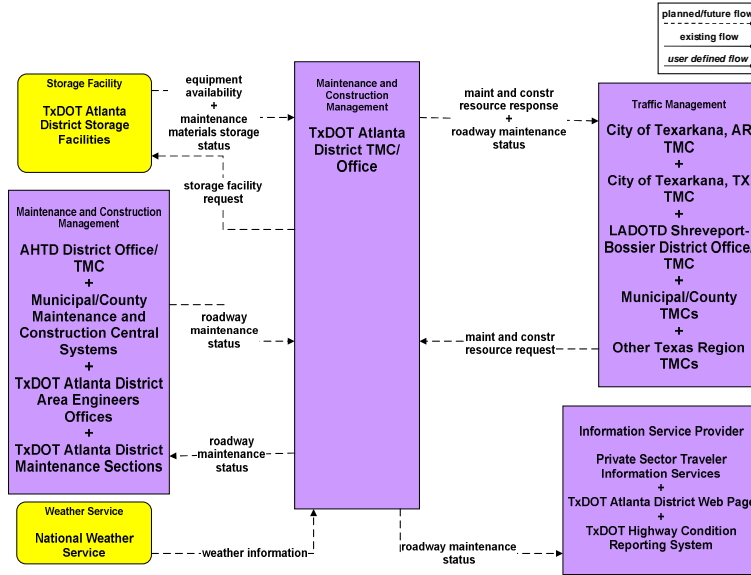 planned/future flow
existing flow
user defined flow
Storage Facility
TxDOT Atlanta
District Storage
Facilities
equipment
availability
+
maintenance
materials storage
status
storage facility
request
Maintenance and
Construction
Management
TxDOT Atlanta
District TMC/
Office
maint and constr
resource response
+
roadway maintenance
status
Traffic Management
City of Texarkana, AR
TMC
+
City of Texarkana, TX
TMC
+
LADOTD Shreveport-
Bossier District Office/
TMC
+
Municipal/County
TMCs
+
Other Texas Region
TMCs
Maintenance and Construction
Management
AHTD District Office/
TMC
+
Municipal/County
Maintenance and
Construction Central
Systems
+
TxDOT Atlanta District
Area Engineers
Offices
+
TxDOT Atlanta District
Maintenance Sections
roadway
maintenance
status
maint and constr
resource request
roadway
maintenance
status
Information Service Provider
Private Sector Traveler
Information Services
+
TxDOT Atlanta District Web Page
+
TxDOT Highway Condition
Reporting System
Weather Service
National Weather
Service
weather information
roadway maintenance
status